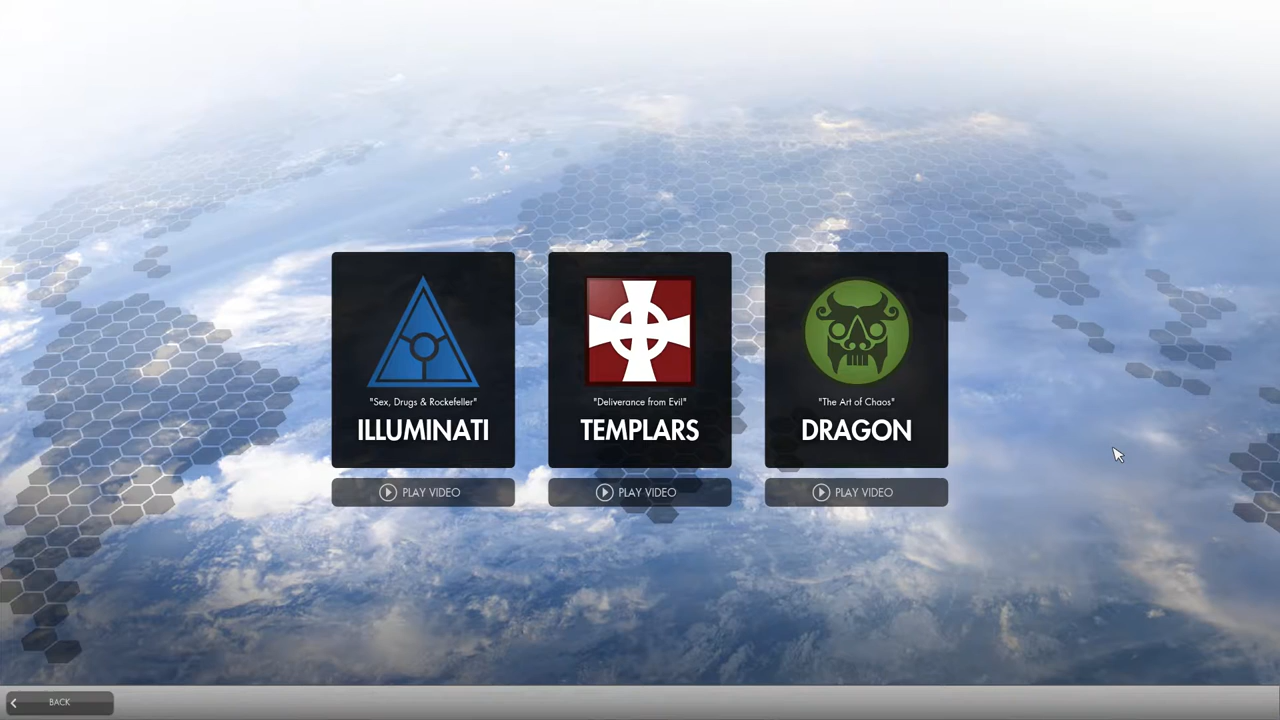 "Sex, Drugs & Rockefeller"
ILLUMINATI
PLAY VIDEO
"Deliverance from Evil"
TEMPLARS
PLAY VIDEO
"The Art of Chaos"
DRAGON
PLAY VIDEO
BACK